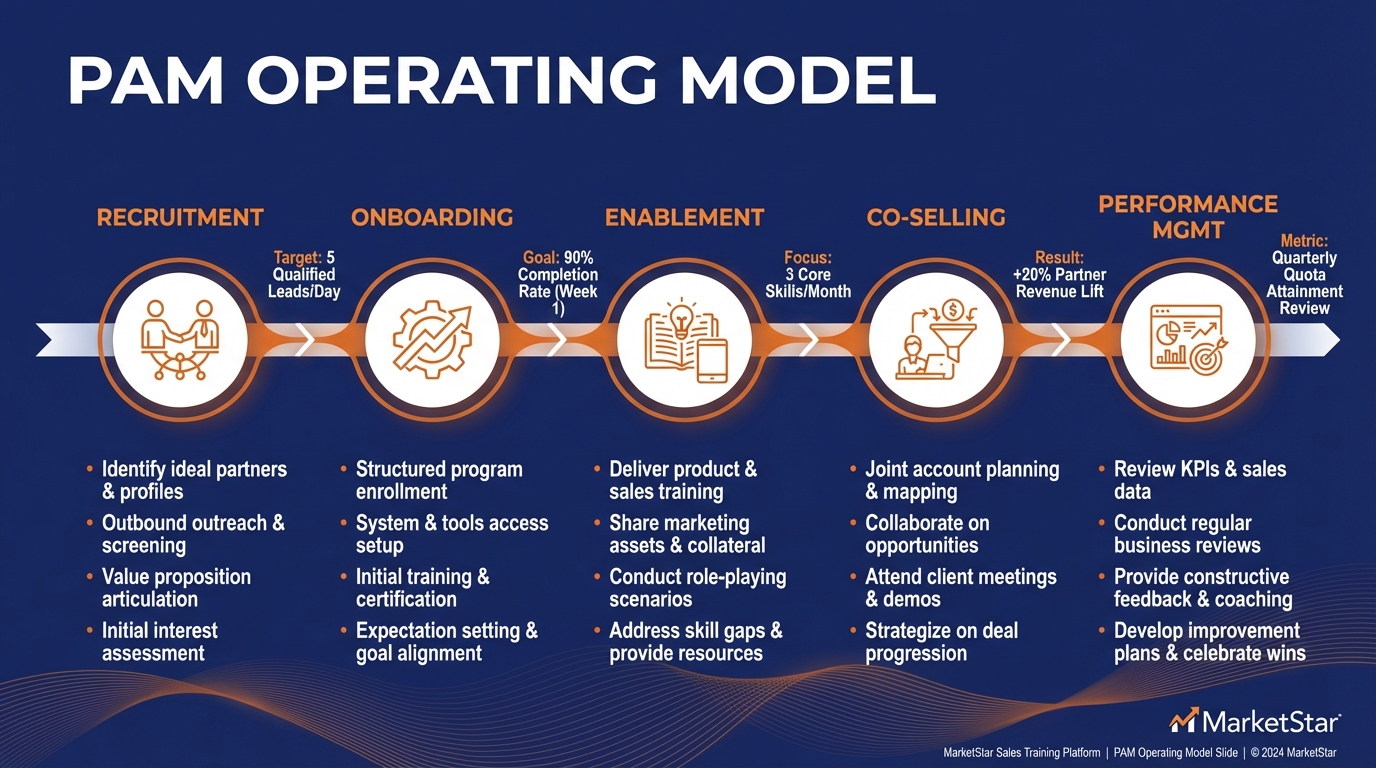 PAM OPERATING MODEL
RECRUITMENT
Target: 5
Qualified
Leads/Day
• Identify ideal partners
& profiles
• Outbound outreach &
screening
• Value proposition
articulation
• Initial interest
assessment
ONBOARDING
Goal: 90%
Completion
Rate (Week
1)
• Structured program
enrollment
• System & tools access
setup
• Initial training &
certification
• Expectation setting &
goal alignment
ENABLEMENT
Focus:
3 Core
Skills/Month
• Deliver product &
sales training
• Share marketing
assets & collateral
• Conduct role-playing
scenarios
• Address skill gaps &
provide resources
CO-SELLING
Result:
+20% Partner
Revenue Lift
• Joint account planning
& mapping
• Collaborate on
opportunities
• Attend client meetings
& demos
• Strategize on deal
progression
PERFORMANCE
MGMT
Metric:
Quarterly
Quota
Attainment
Review
• Review KPIs & sales
data
• Conduct regular
business reviews
• Provide constructive
feedback & coaching
• Develop improvement
plans & celebrate wins
$
MarketStar
MarketStar Sales Training Platform | PAM Operating Model Slide | © 2024 MarketStar